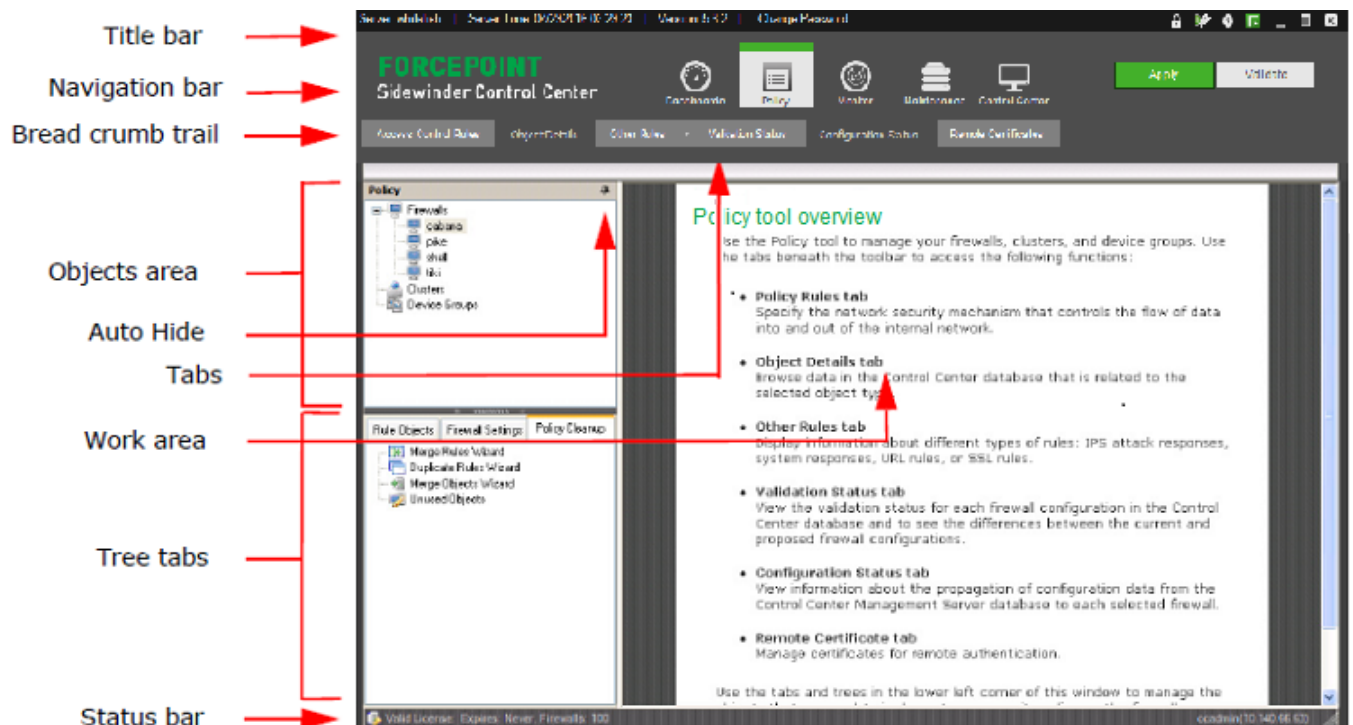 Title bar
Navigation bar
Bread crumb trail
Objects area
Auto Hide
Tabs
Work area
Tree tabs
Status bar
Change Password
FORCEPOINT
Sidewinder Control Center
Dashboards
Policy
Monitor
Maintenance
Control Center
Apply
Validate
Access Control Rules
Object Details
Other Rules
Validation Status
Configuration Status
Remote Certificates
Policy
Firewalls
cabana
pike
shull
tiki
Clusters
Device Groups
Rule Objects
Firewall Settings
Policy Cleanup
Merge Rules Wizard
Duplicate Rules Wizard
Merge Objects Wizard
Unused Objects
Policy tool overview
Use the Policy tool to manage your firewalls, clusters, and device groups. Use
the tabs beneath the toolbar to access the following functions:
• Policy Rules tab
Specify the network security mechanism that controls the flow of data
into and out of the internal network.
• Object Details tab
Browse data in the Control Center database that is related to the
selected object type.
• Other Rules tab
Display information about different types of rules: IPS attack responses,
system responses, URL rules, or SSL rules.
• Validation Status tab
View the validation status for each firewall configuration in the Control
Center database and to see the differences between the current and
proposed firewall configurations.
• Configuration Status tab
View information about the propagation of configuration data from the
Control Center Management Server database to each selected firewall.
• Remote Certificate tab
Manage certificates for remote authentication.
Use the tabs and trees in the lower left corner of this window to manage the
Valid License: Expires: Never, Firewalls: 100
ccadmin(10.140.66.63)